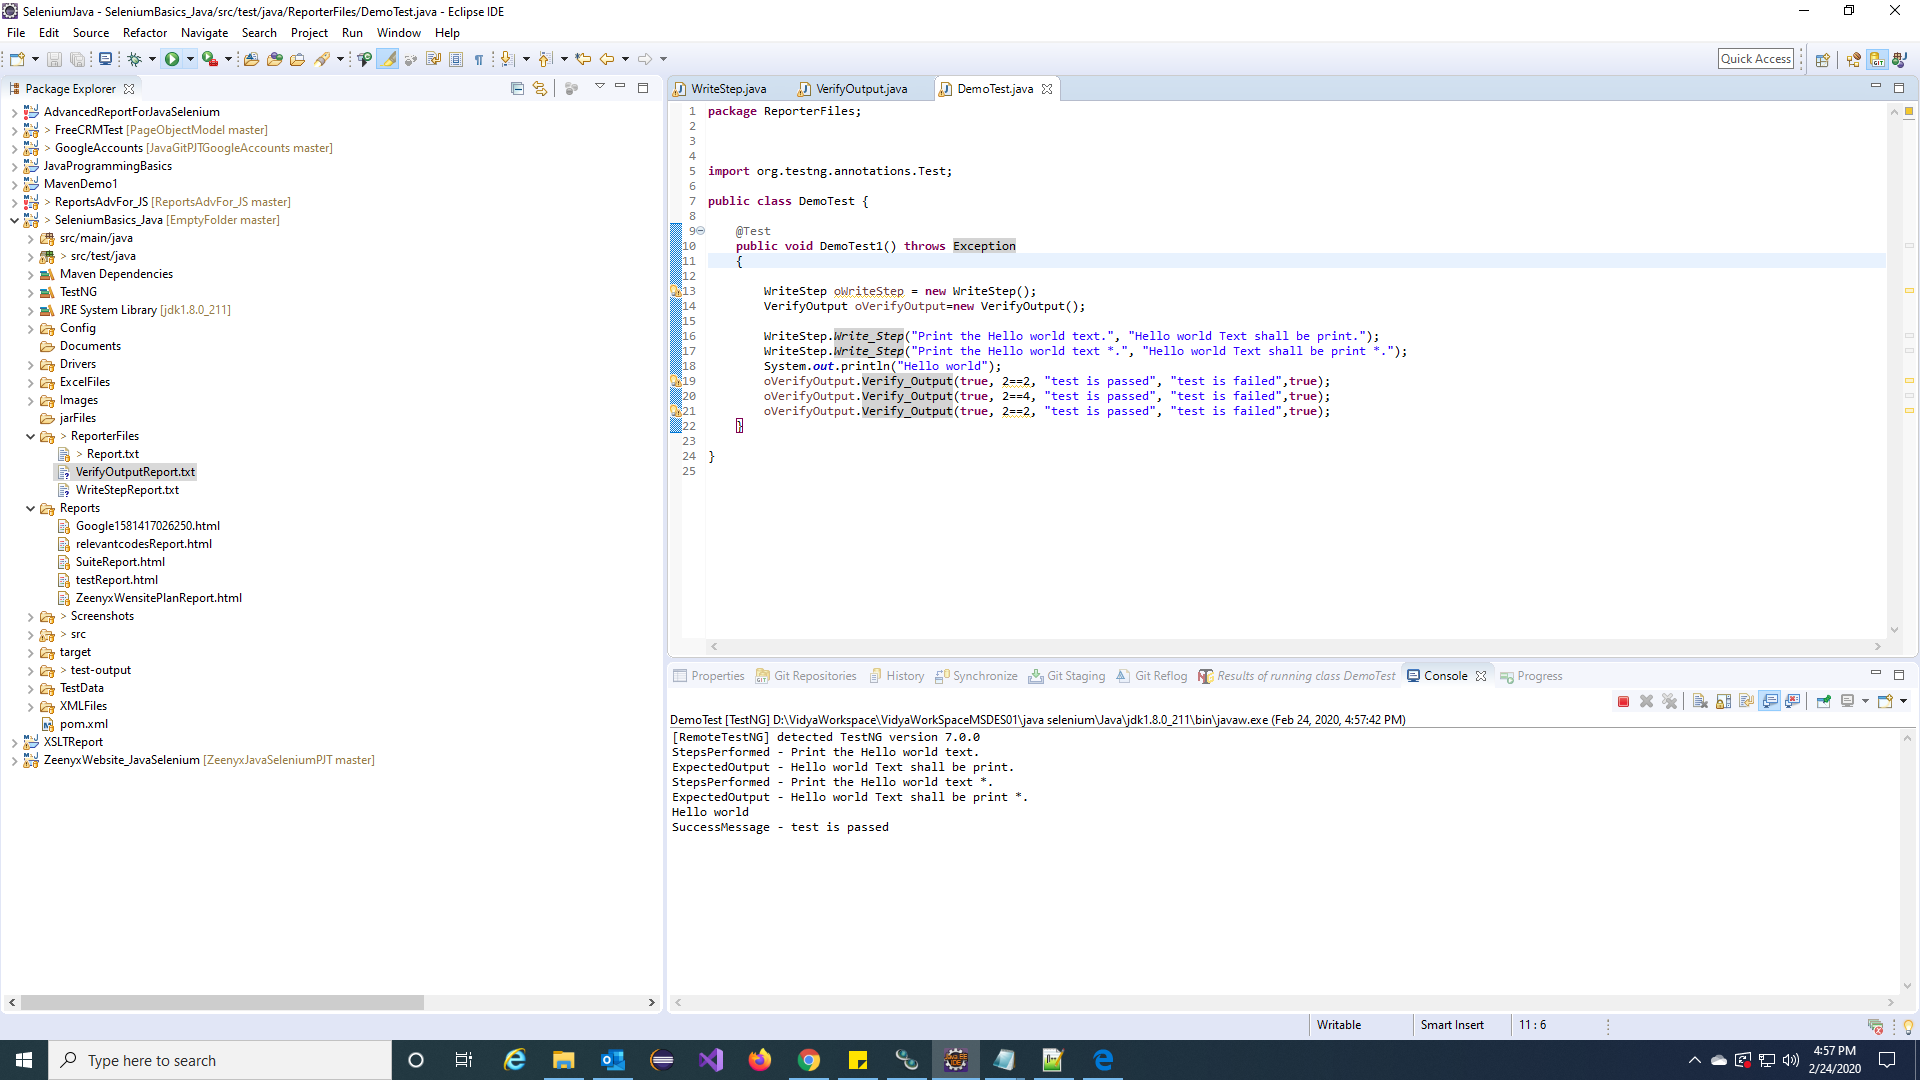 SeleniumJava - SeleniumBasics_Java/src/test/java/ReporterFiles/DemoTest.java - Eclipse IDE
File Edit Source Refactor Navigate Search Project Run Window Help
Quick Access
Package Explorer
AdvancedReportForJavaSelenium
> FreeCRMTest [PageObjectModel master]
> GoogleAccounts [JavaGitPJTGoogleAccounts master]
JavaProgrammingBasics
MavenDemo1
> ReportsAdvFor_JS [ReportsAdvFor_JS master]
> SeleniumBasics_Java [EmptyFolder master]
src/main/java
> src/test/java
Maven Dependencies
TestNG
JRE System Library [jdk1.8.0_211]
Config
Documents
Drivers
ExcelFiles
Images
jarFiles
> ReporterFiles
> Report.txt
VerifyOutputReport.txt
WriteStepReport.txt
Reports
Google1581417026250.html
relevantcodesReport.html
SuiteReport.html
testReport.html
ZeenyxWensitePlanReport.html
> Screenshots
> src
target
> test-output
TestData
XMLFiles
pom.xml
XSLTReport
ZeenyxWebsite_JavaSelenium [ZeenyxJavaSeleniumPJT master]
WriteStep.java VerifyOutput.java DemoTest.java
1 package ReporterFiles;
2
3
4
5 import org.testng.annotations.Test;
6
7 public class DemoTest {
8
9 @Test
10 public void DemoTest1() throws Exception
11 {
12
13 WriteStep oWriteStep = new WriteStep();
14 VerifyOutput oVerifyOutput=new VerifyOutput();
15
16 WriteStep.Write_Step("Print the Hello world text.", "Hello world Text shall be print.");
17 WriteStep.Write_Step("Print the Hello world text *.", "Hello world Text shall be print *.");
18 System.out.println("Hello world");
19 oVerifyOutput.Verify_Output(true, 2==2, "test is passed", "test is failed",true);
20 oVerifyOutput.Verify_Output(true, 2==4, "test is passed", "test is failed",true);
21 oVerifyOutput.Verify_Output(true, 2==2, "test is passed", "test is failed",true);
22 }
23
24 }
25
Properties Git Repositories History Synchronize Git Staging Git Reflog Results of running class DemoTest Console Progress
DemoTest [TestNG] D:\VidyaWorkspace\VidyaWorkSpaceMSDES01\java selenium\Java\jdk1.8.0_211\bin\javaw.exe (Feb 24, 2020, 4:57:42 PM)
[RemoteTestNG] detected TestNG version 7.0.0
StepsPerformed - Print the Hello world text.
ExpectedOutput - Hello world Text shall be print.
StepsPerformed - Print the Hello world text *.
ExpectedOutput - Hello world Text shall be print *.
Hello world
SuccessMessage - test is passed
Writable Smart Insert 11 : 6
Type here to search
4:57 PM
2/24/2020